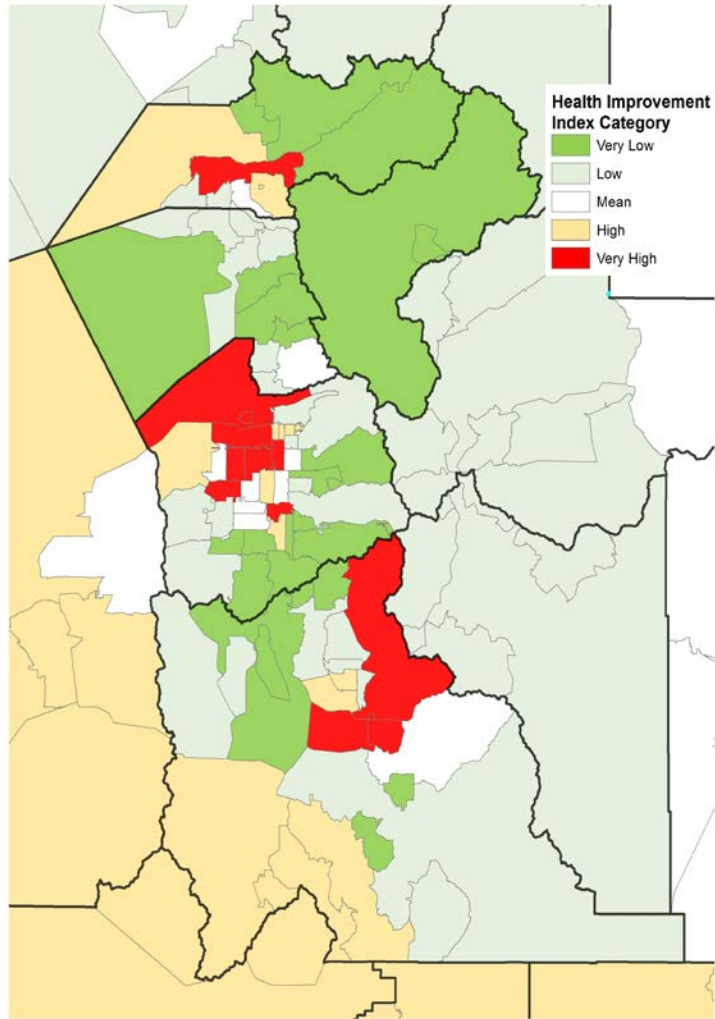 Health Improvement
Index Category
Very Low
Low
Mean
High
Very High